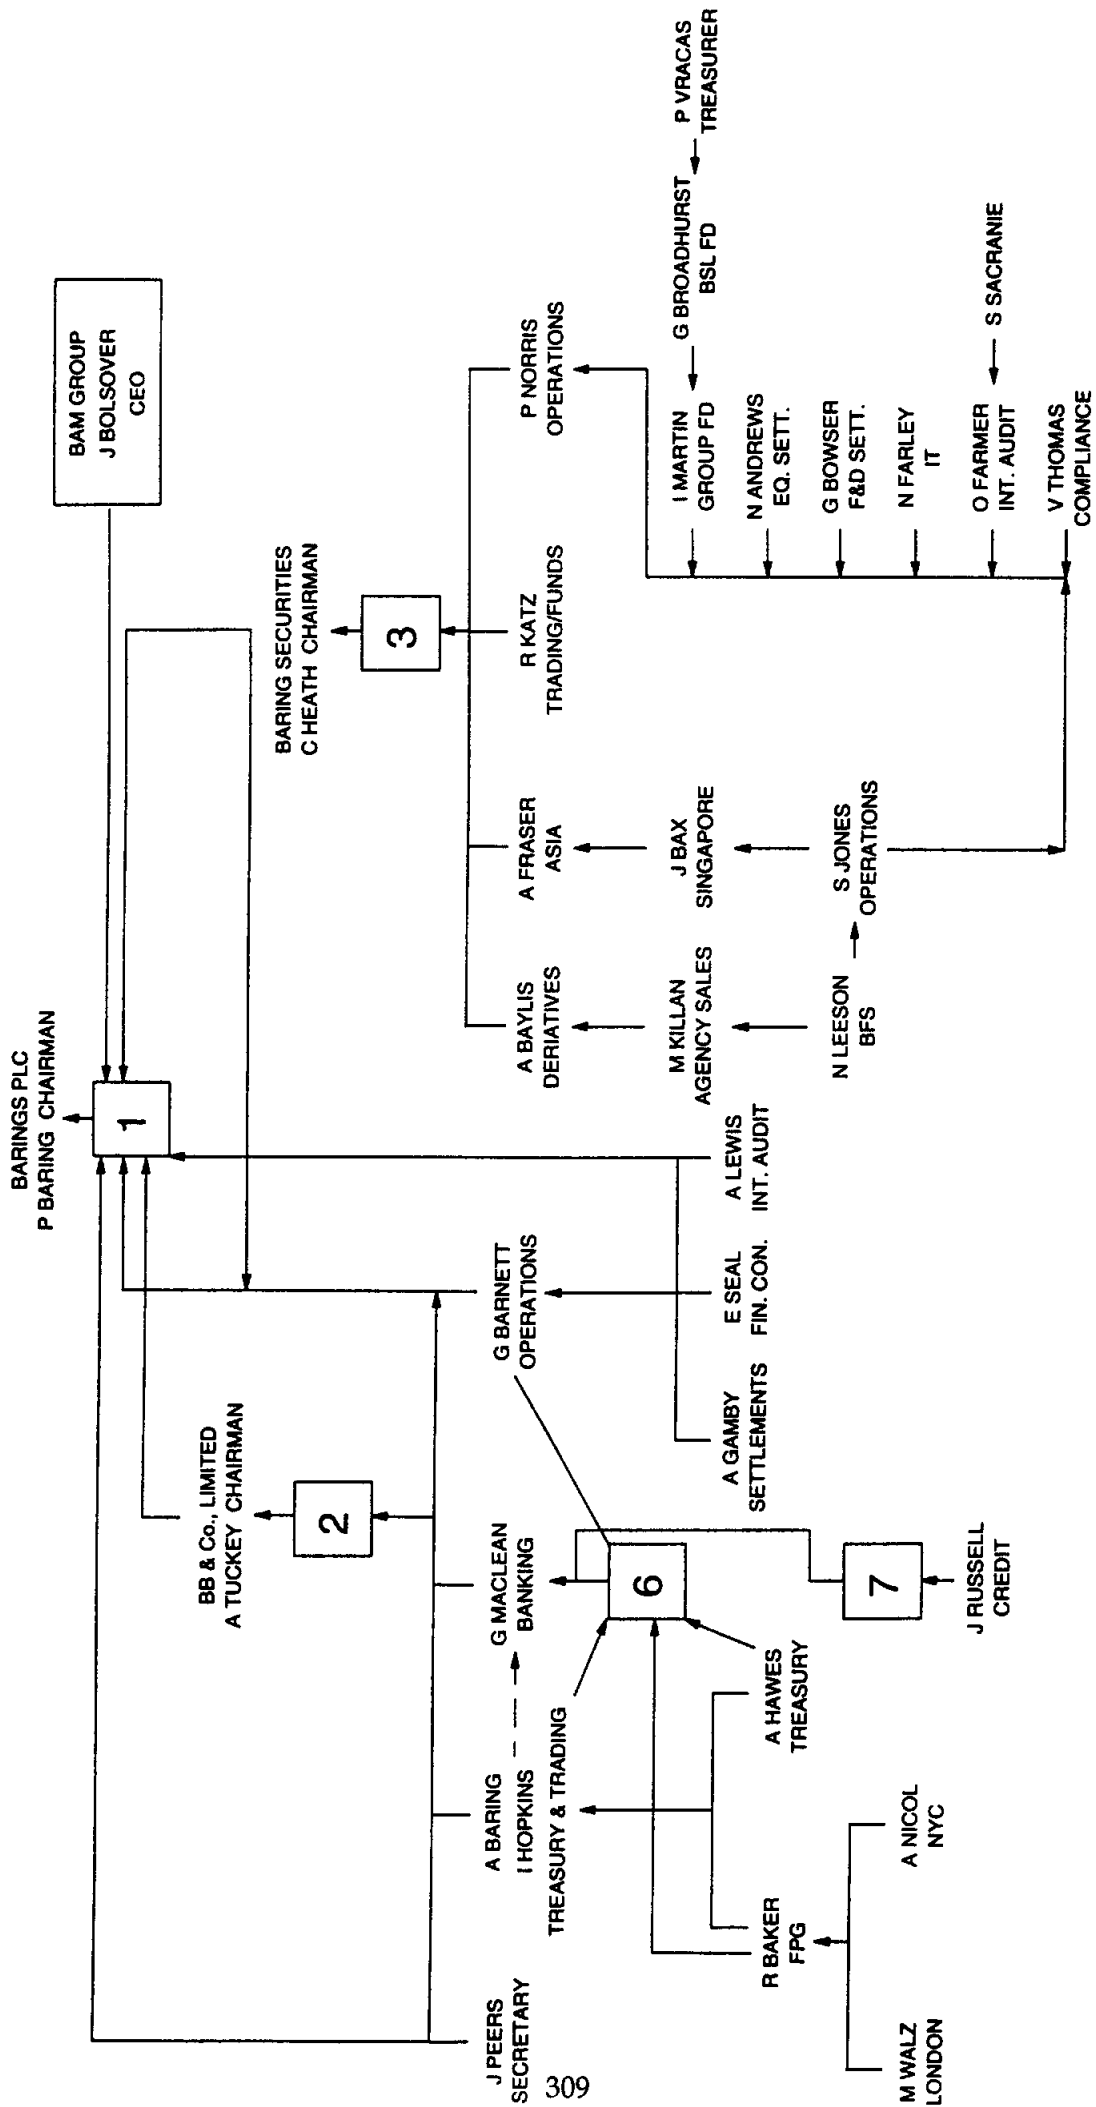 BARINGS PLC
P BARING CHAIRMAN
1
BAM GROUP
J BOLSOVER
CEO
BB & Co., LIMITED
A TUCKEY CHAIRMAN
2
BARING SECURITIES
C HEATH CHAIRMAN
3
J PEERS
SECRETARY
A BARING
I HOPKINS
TREASURY & TRADING
G MACLEAN
BANKING
G BARNETT
OPERATIONS
A BAYLIS
DERIATIVES
A FRASER
ASIA
R KATZ
TRADING/FUNDS
P NORRIS
OPERATIONS
6
R BAKER
FPG
A HAWES
TREASURY
A GAMBY
SETTLEMENTS
E SEAL
FIN. CON.
A LEWIS
INT. AUDIT
M KILLAN
AGENCY SALES
J BAX
SINGAPORE
I MARTIN
GROUP FD
G BROADHURST
BSL FD
P VRACAS
TREASURER
N ANDREWS
EQ. SETT.
G BOWSER
F&D SETT.
N FARLEY
IT
O FARMER
INT. AUDIT
S SACRANIE
V THOMAS
COMPLIANCE
7
N LEESON
BFS
S JONES
OPERATIONS
M WALZ
LONDON
A NICOL
NYC
J RUSSELL
CREDIT
309